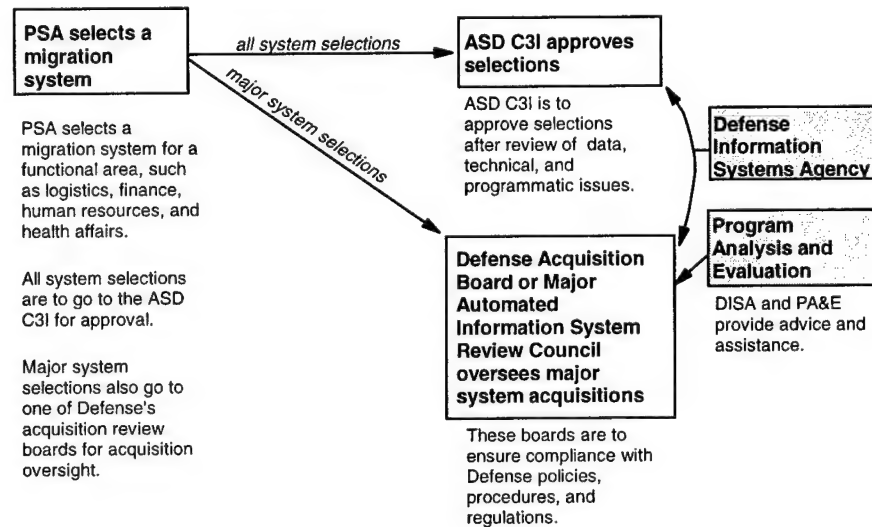 PSA selects a
migration
system
all system selections
major system selections
ASD C3I approves
selections
PSA selects a
migration system for a
functional area, such
as logistics, finance,
human resources, and
health affairs.
All system selections
are to go to the ASD
C3I for approval.
Major system
selections also go to
one of Defense's
acquisition review
boards for acquisition
oversight.
ASD C3I is to
approve selections
after review of data,
technical, and
programmatic issues.
Defense
Information
Systems Agency
Program
Analysis and
Evaluation
DISA and PA&E
provide advice and
assistance.
Defense Acquisition
Board or Major
Automated
Information System
Review Council
oversees major
system acquisitions
These boards are to
ensure compliance with
Defense policies,
procedures, and
regulations.